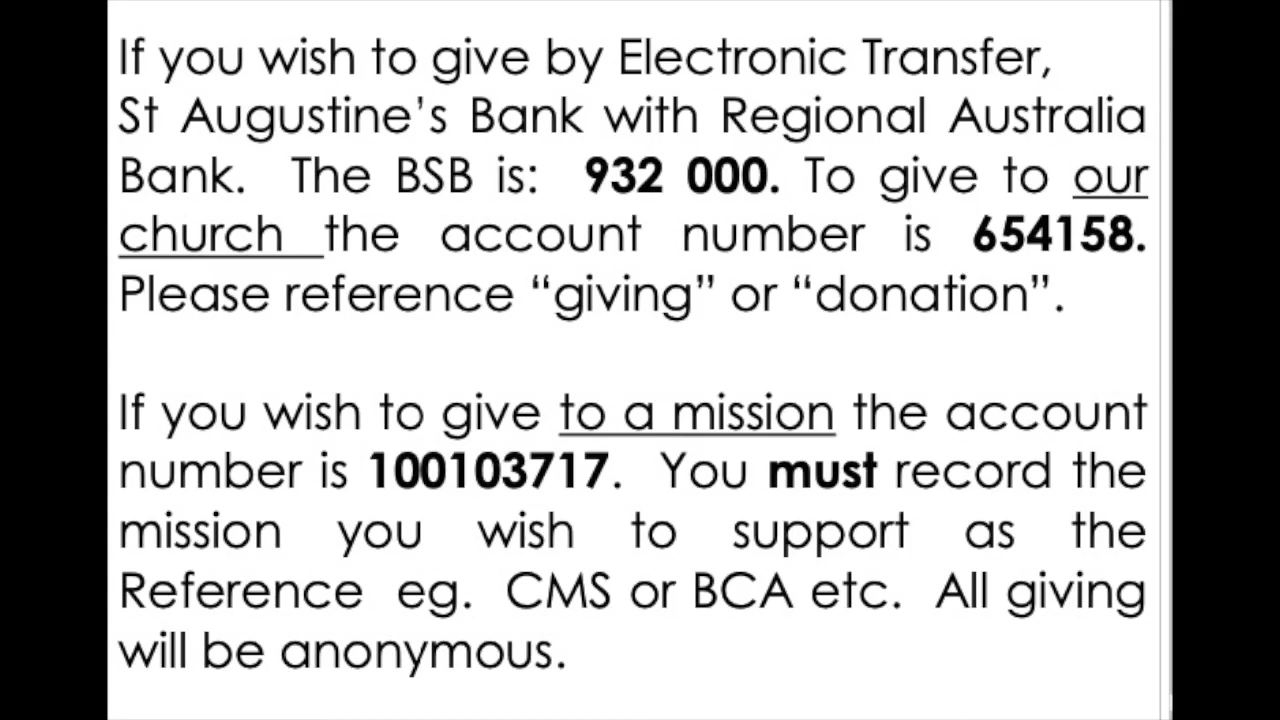 If you wish to give by Electronic Transfer,
St Augustine’s Bank with Regional Australia
Bank. The BSB is: 932 000. To give to our
church the account number is 654158.
Please reference “giving” or “donation”.
If you wish to give to a mission the account
number is 100103717. You must record the
mission you wish to support as the
Reference eg. CMS or BCA etc. All giving
will be anonymous.